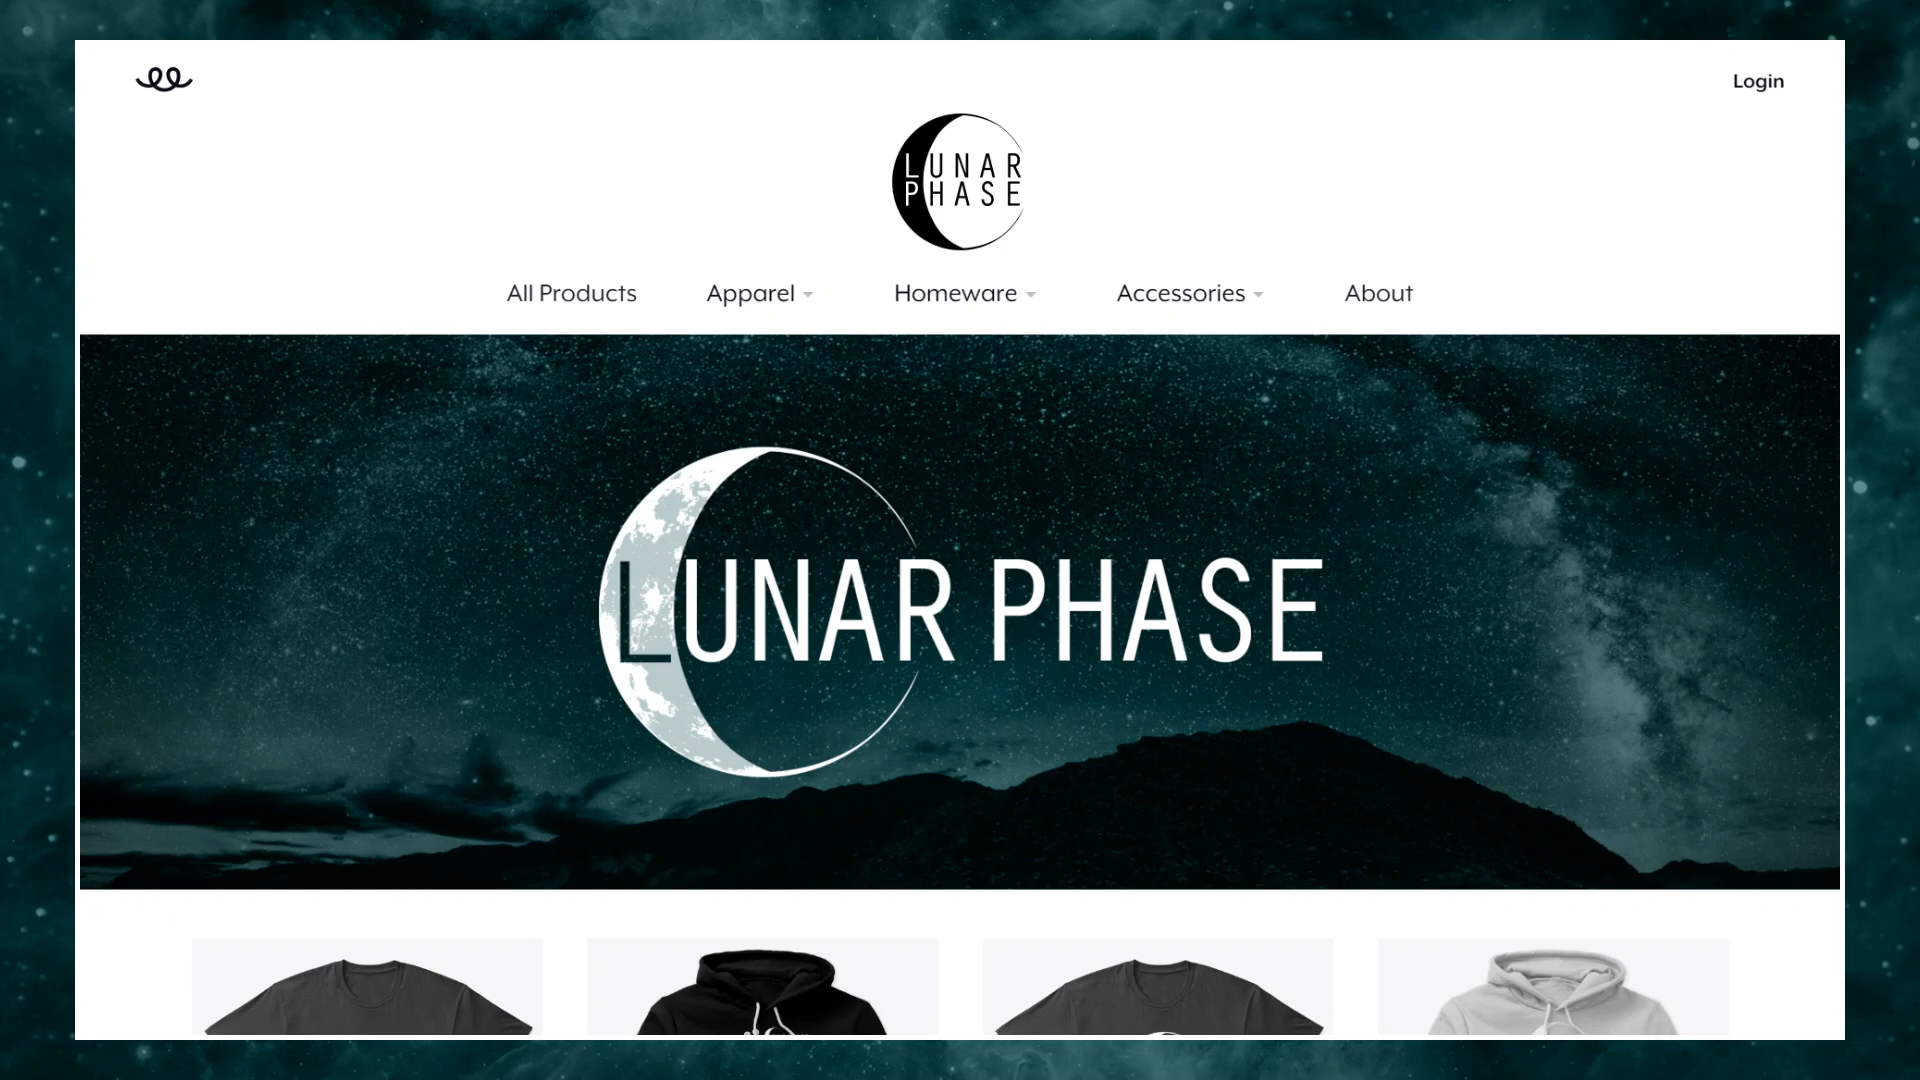 Login
LUNAR
PHASE
All Products
Apparel
Homeware
Accessories
About
LUNAR PHASE